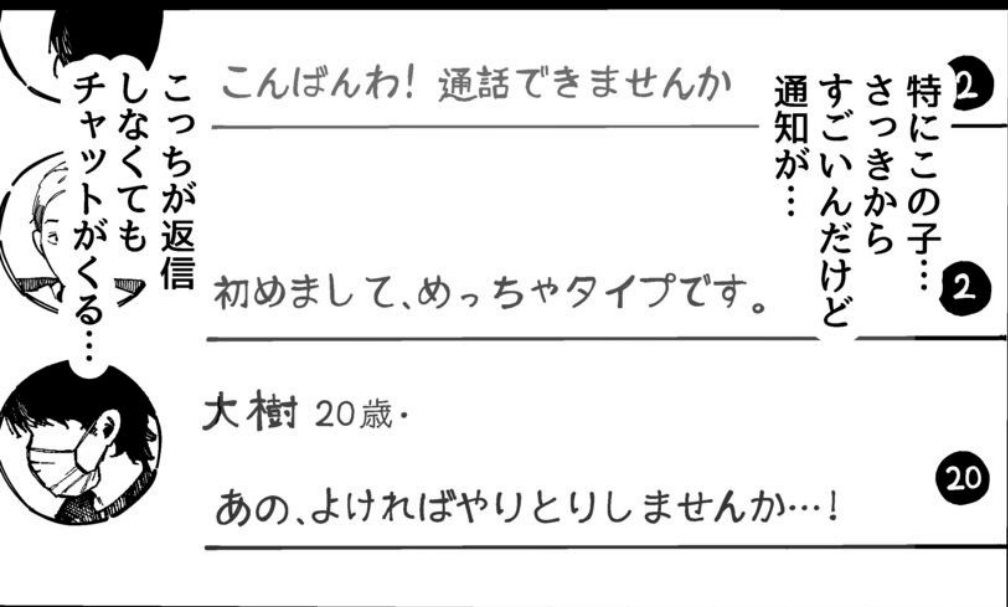 特にこの子…
さっきから
すごいんだけど
通知が…
こっちが返信
しなくても
チャットがくる…
こんばんわ! 通話できませんか
2
初めまして、めっちゃタイプです。
2
大樹 20歳・
あの、よければやりとりしませんか…!
20